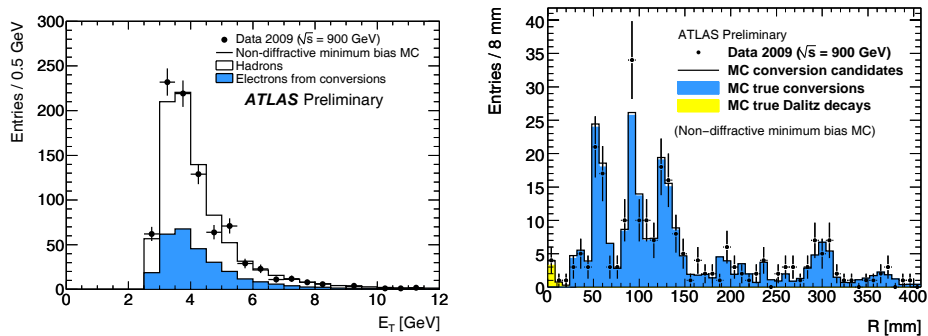 Entries / 0.5 GeV
300
250
200
150
100
50
0
Data 2009 (√s = 900 GeV)
Non-diffractive minimum bias MC
Hadrons
Electrons from conversions
ATLAS Preliminary
0 2 4 6 8 10 12
E_T [GeV]
Entries / 8 mm
40
35
30
25
20
15
10
5
0
ATLAS Preliminary
Data 2009 (√s = 900 GeV)
MC conversion candidates
MC true conversions
MC true Dalitz decays
(Non-diffractive minimum bias MC)
0 50 100 150 200 250 300 350 400
R [mm]